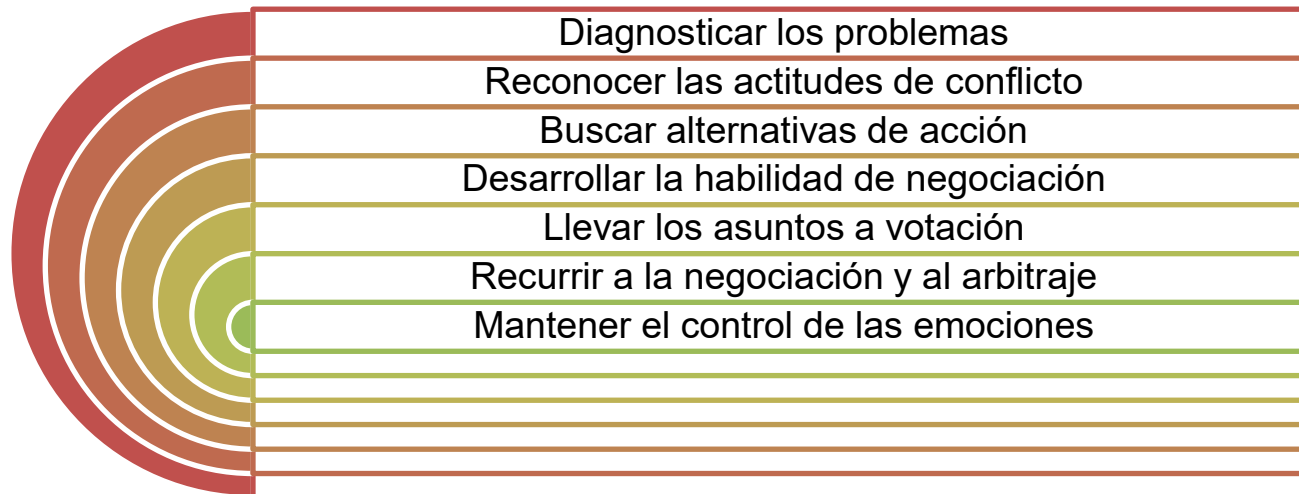 Diagnosticar los problemas
Reconocer las actitudes de conflicto
Buscar alternativas de acción
Desarrollar la habilidad de negociación
Llevar los asuntos a votación
Recurrir a la negociación y al arbitraje
Mantener el control de las emociones